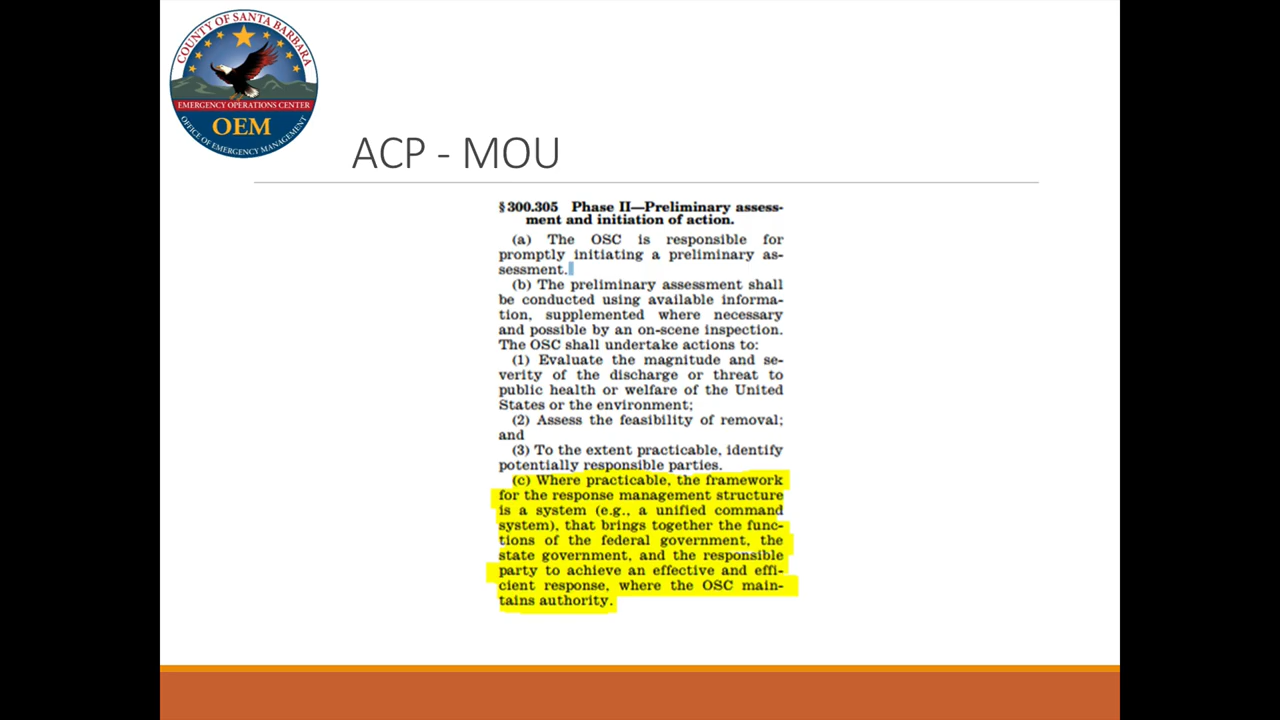 COUNTY OF SANTA BARBARA
EMERGENCY OPERATIONS CENTER
OEM
OFFICE OF EMERGENCY MANAGEMENT
ACP - MOU
§ 300.305 Phase II—Preliminary assess-
ment and initiation of action.
(a) The OSC is responsible for
promptly initiating a preliminary as-
sessment.
(b) The preliminary assessment shall
be conducted using available informa-
tion, supplemented where necessary
and possible by an on-scene inspection.
The OSC shall undertake actions to:
(1) Evaluate the magnitude and se-
verity of the discharge or threat to
public health or welfare of the United
States or the environment;
(2) Assess the feasibility of removal;
and
(3) To the extent practicable, identify
potentially responsible parties.
(c) Where practicable, the framework
for the response management structure
is a system (e.g., a unified command
system), that brings together the func-
tions of the federal government, the
state government, and the responsible
party to achieve an effective and effi-
cient response, where the OSC main-
tains authority.